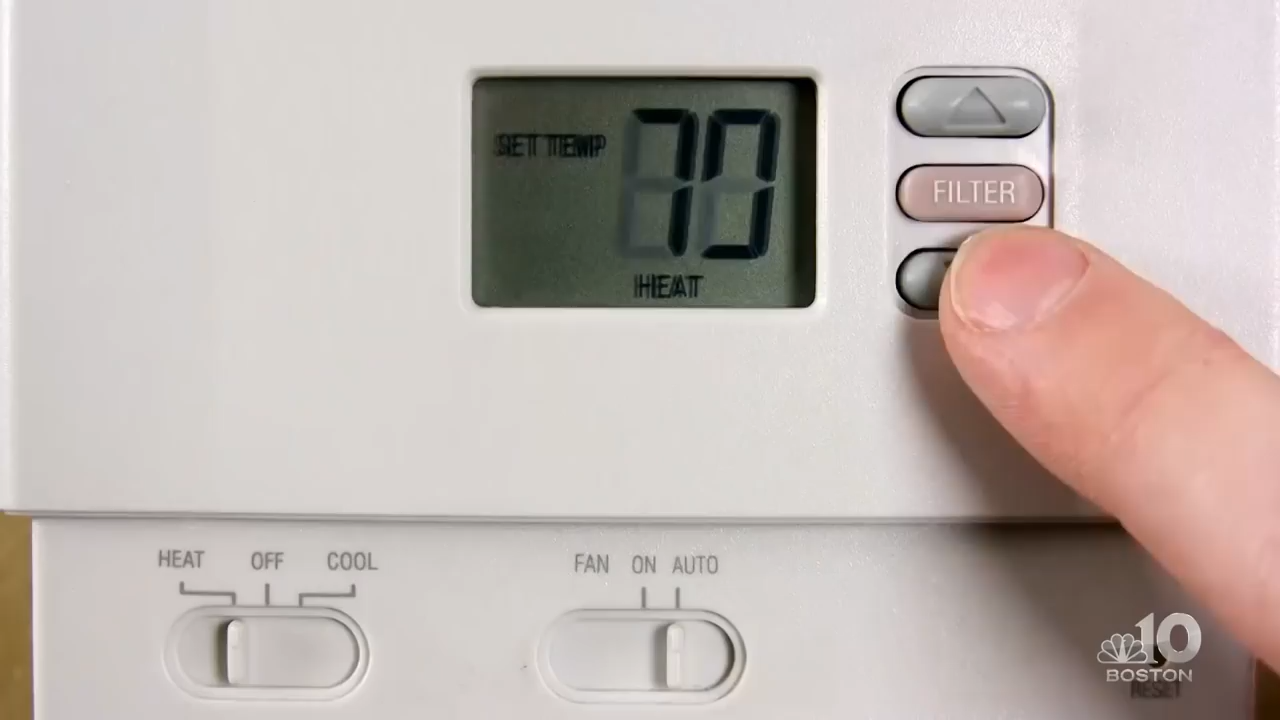 SET TEMP 70
HEAT
FILTER
HEAT OFF COOL
FAN ON AUTO
10
BOSTON
RESET